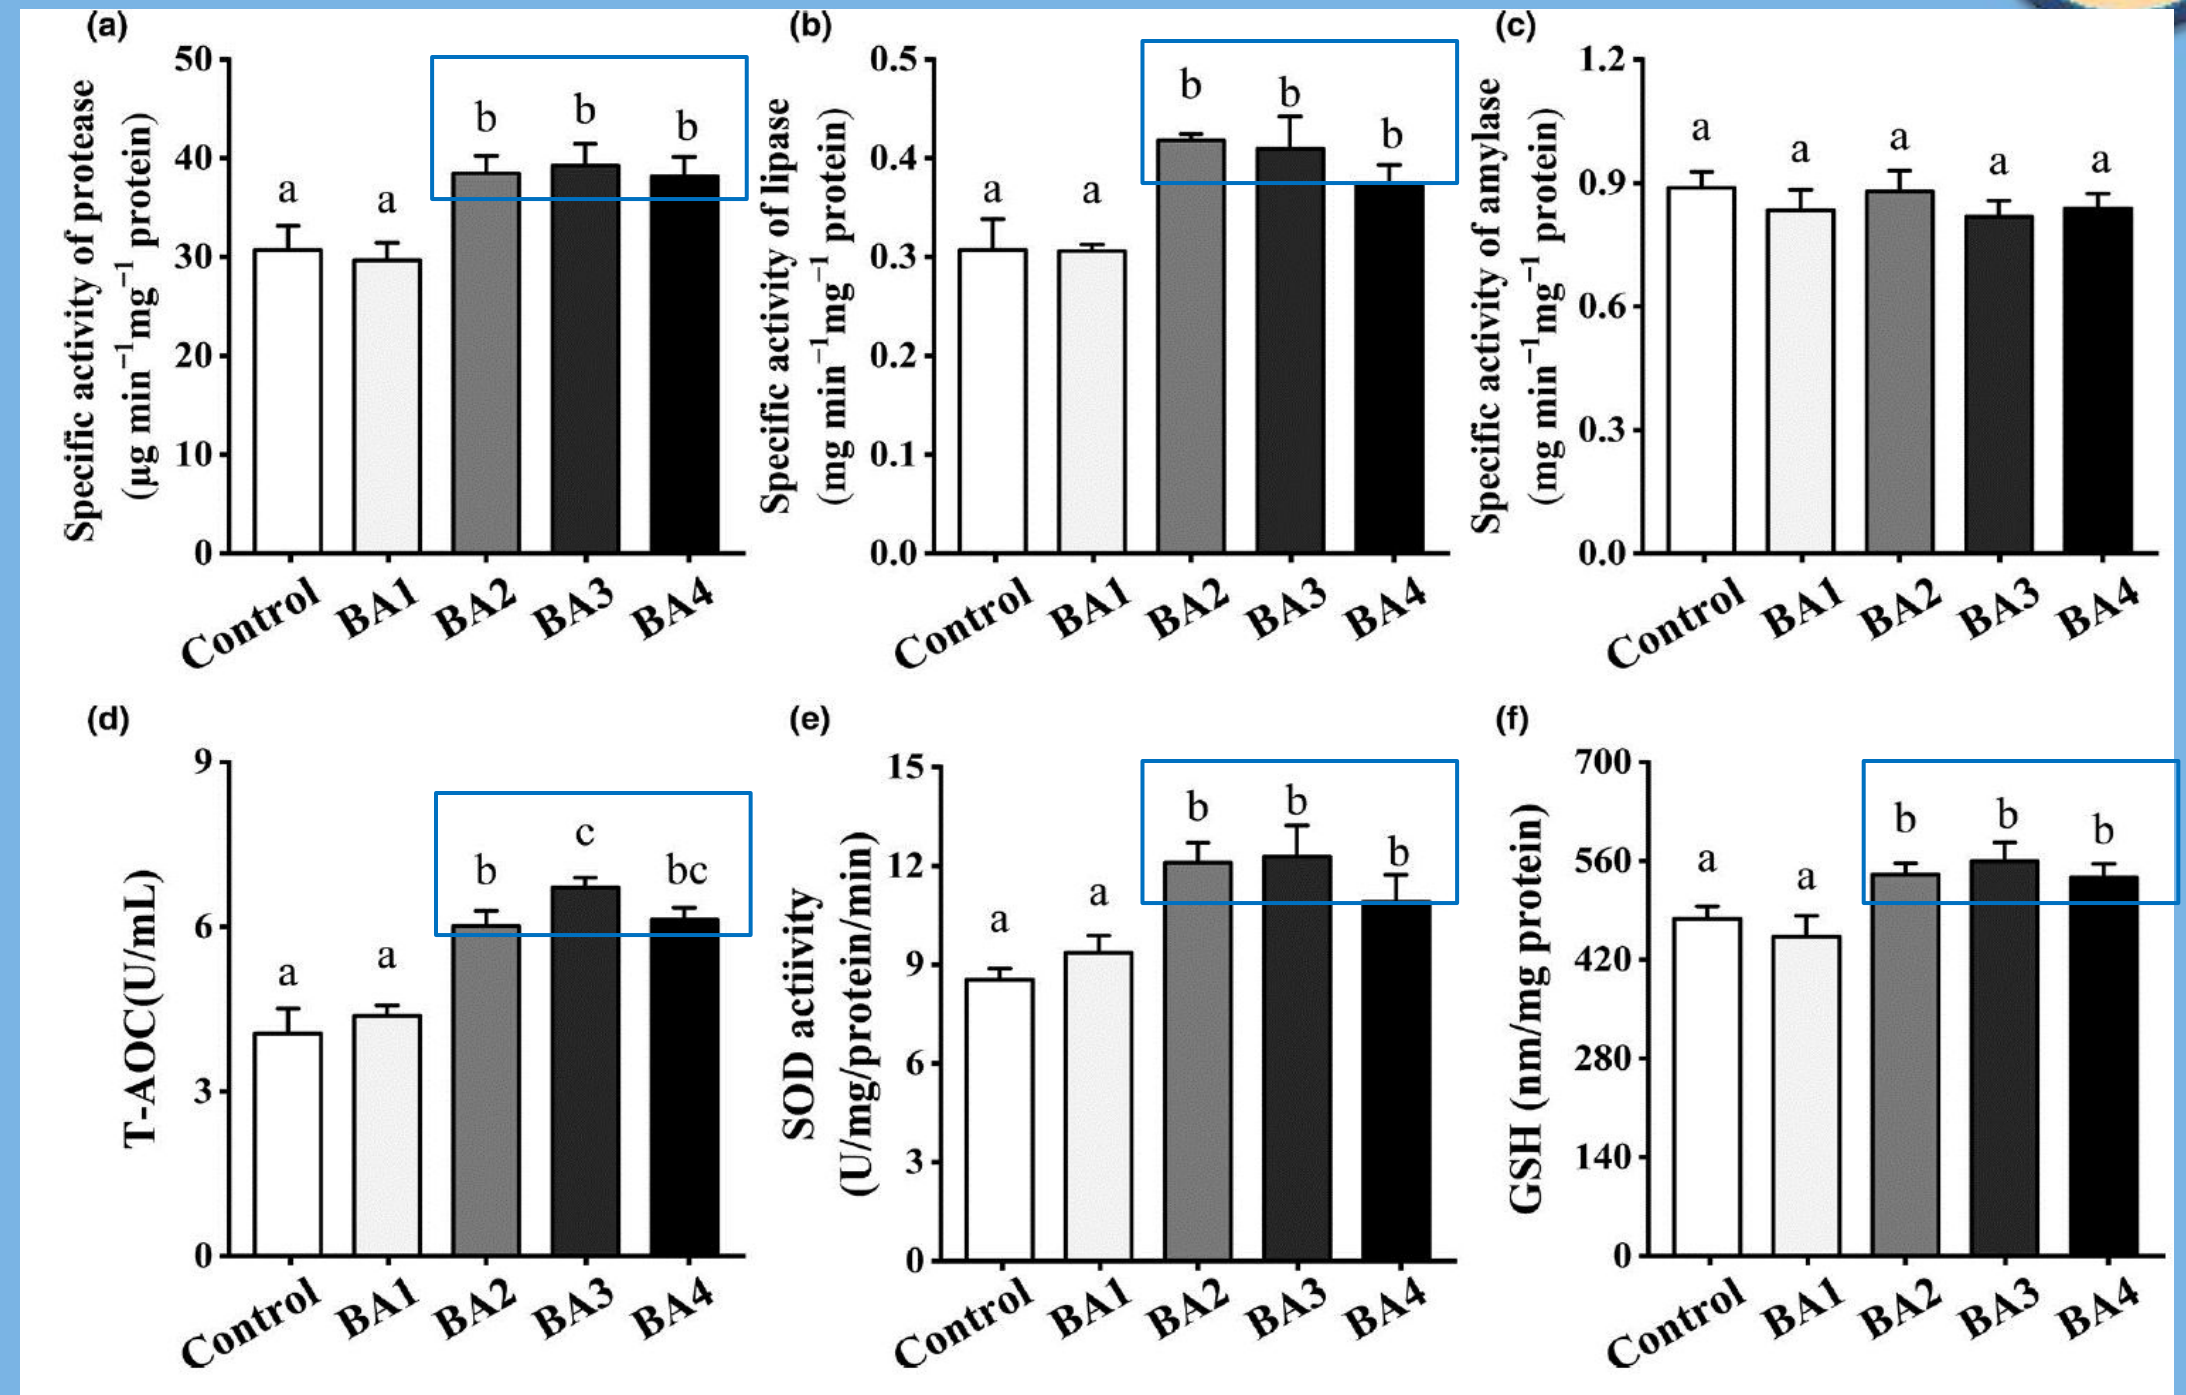 (a)
Specific activity of protease
(μg min⁻¹mg⁻¹ protein)
50
40
30
20
10
0
a
a
b
b
b
Control
BA1
BA2
BA3
BA4
(b)
Specific activity of lipase
(mg min⁻¹mg⁻¹ protein)
0.5
0.4
0.3
0.2
0.1
0.0
a
a
b
b
b
Control
BA1
BA2
BA3
BA4
(c)
Specific activity of amylase
(mg min⁻¹mg⁻¹ protein)
1.2
0.9
0.6
0.3
0.0
a
a
a
a
a
Control
BA1
BA2
BA3
BA4
(d)
T-AOC(U/mL)
9
6
3
0
a
a
b
c
bc
Control
BA1
BA2
BA3
BA4
(e)
SOD actiivity
(U/mg/protein/min)
15
12
9
6
3
0
a
a
b
b
b
Control
BA1
BA2
BA3
BA4
(f)
GSH (nm/mg protein)
700
560
420
280
140
0
a
a
b
b
b
Control
BA1
BA2
BA3
BA4